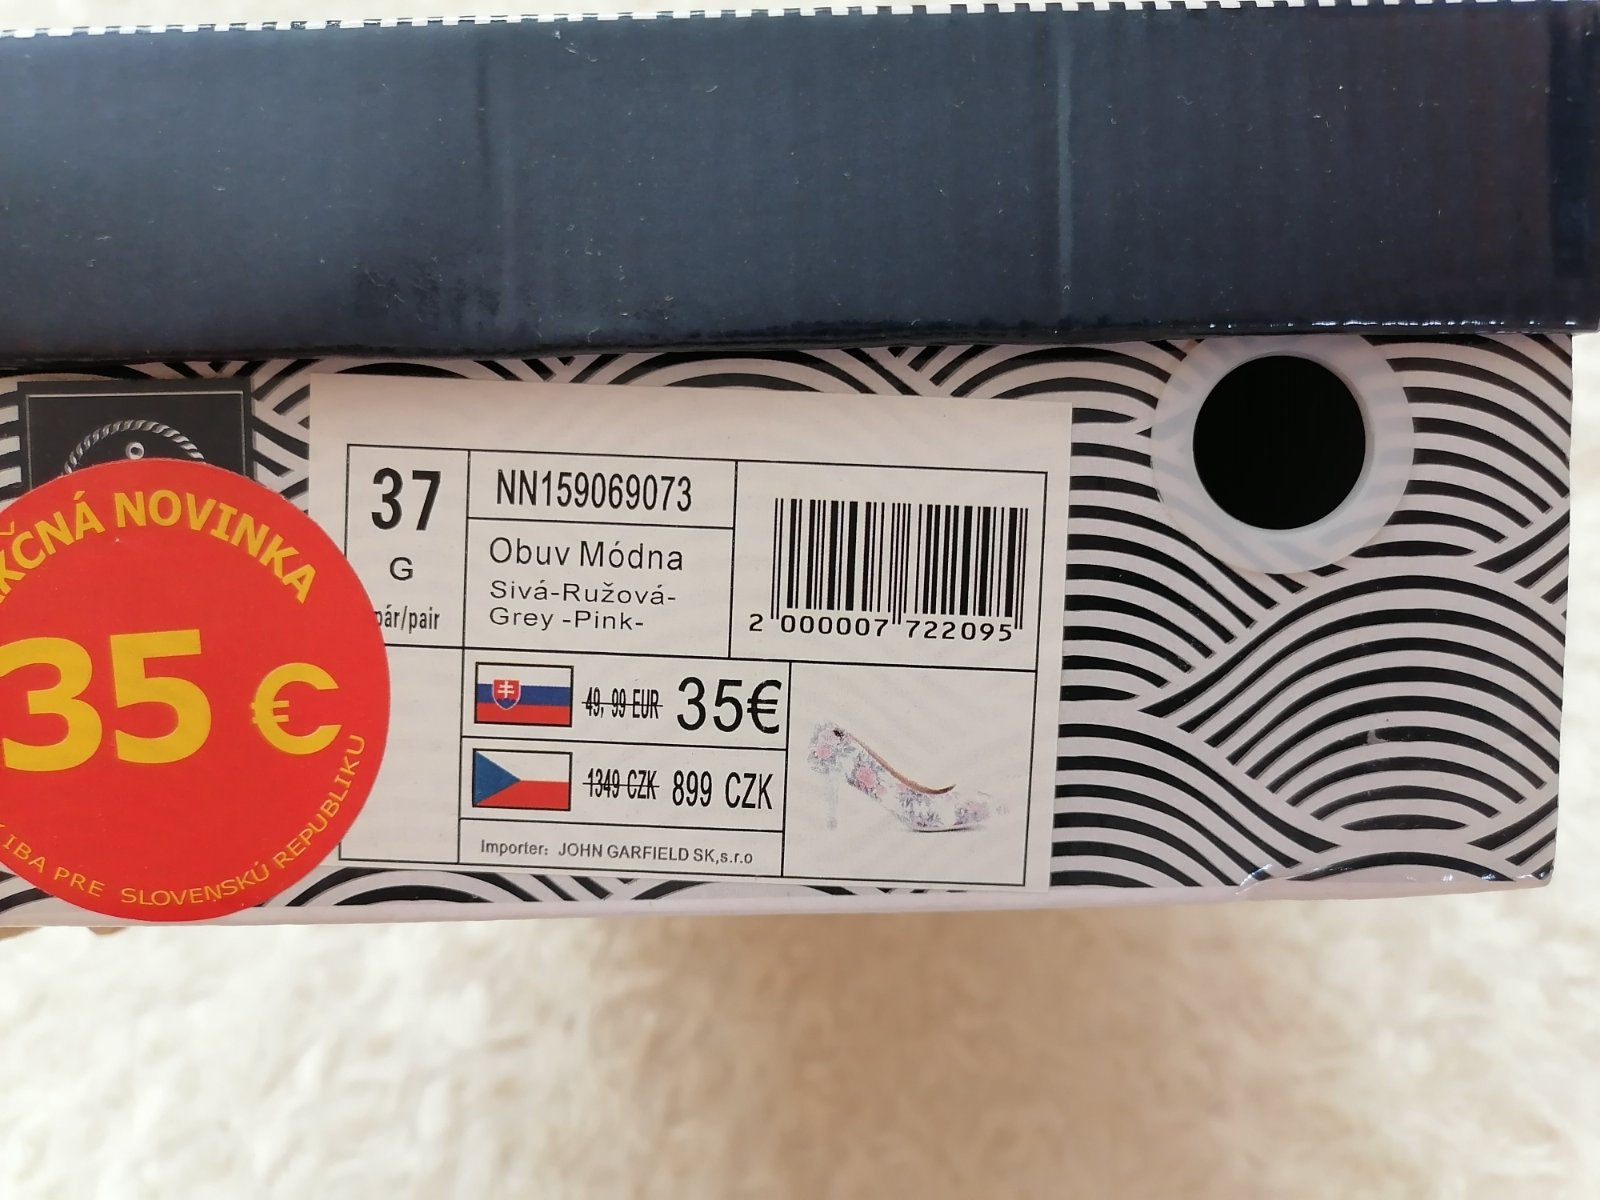 AKČNÁ NOVINKA
35 €
IBA PRE SLOVENSKÚ REPUBLIKU
37
G
pár/pair
NN159069073
Obuv Módna
Sivá-Ružová-
Grey -Pink-
2 000007 722095
49, 99 EUR 35€
1349 CZK 899 CZK
Importer: JOHN GARFIELD SK,s.r.o